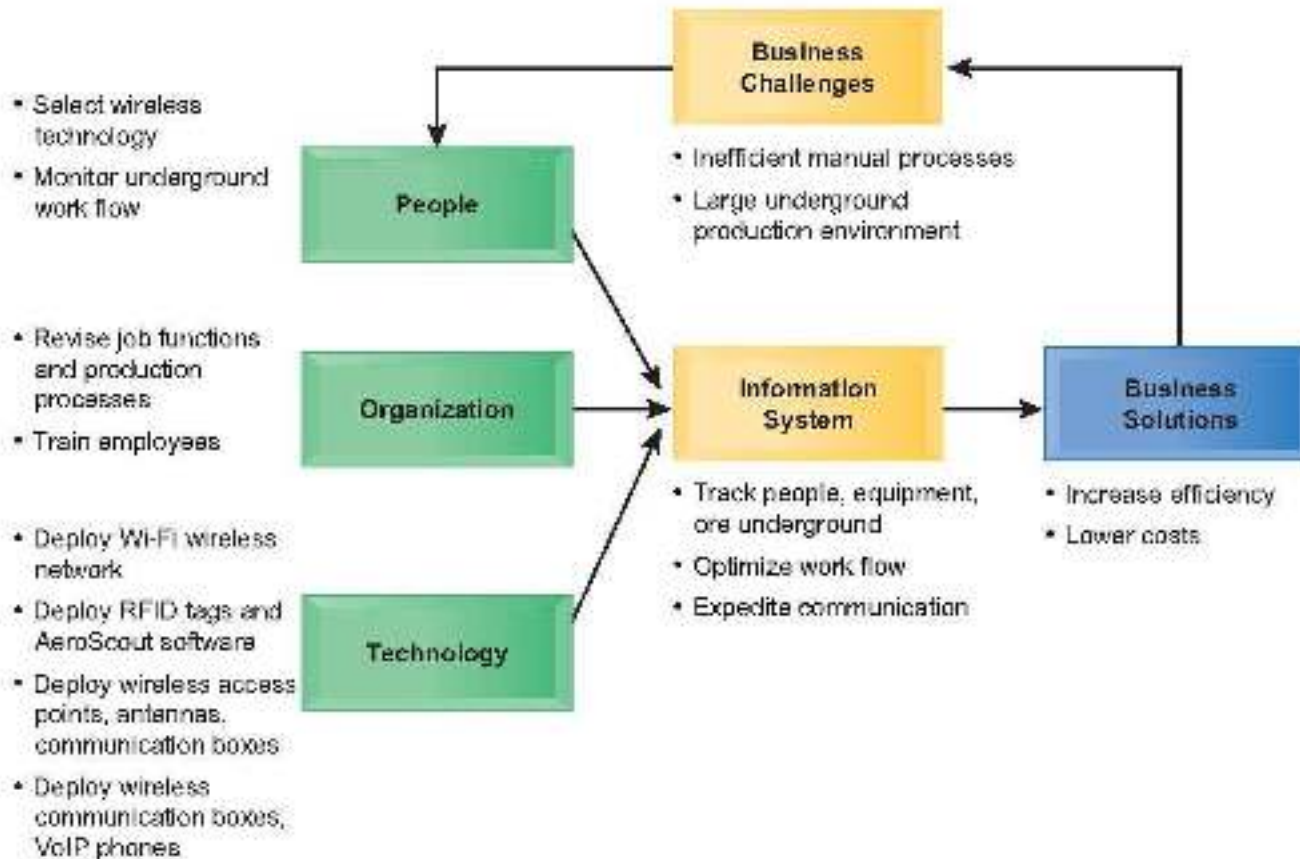 Business
Challenges
• Inefficient manual processes
• Large underground
production environment
• Select wireless
technology
• Monitor underground
work flow
People
• Revise job functions
and production
processes
• Train employees
Organization
• Deploy Wi-Fi wireless
network
• Deploy RFID tags and
AeroScout software
• Deploy wireless access
points, antennas,
communication boxes
• Deploy wireless
communication boxes,
VoIP phones
Technology
Information
System
• Track people, equipment,
ore underground
• Optimize work flow
• Expedite communication
Business
Solutions
• Increase efficiency
• Lower costs